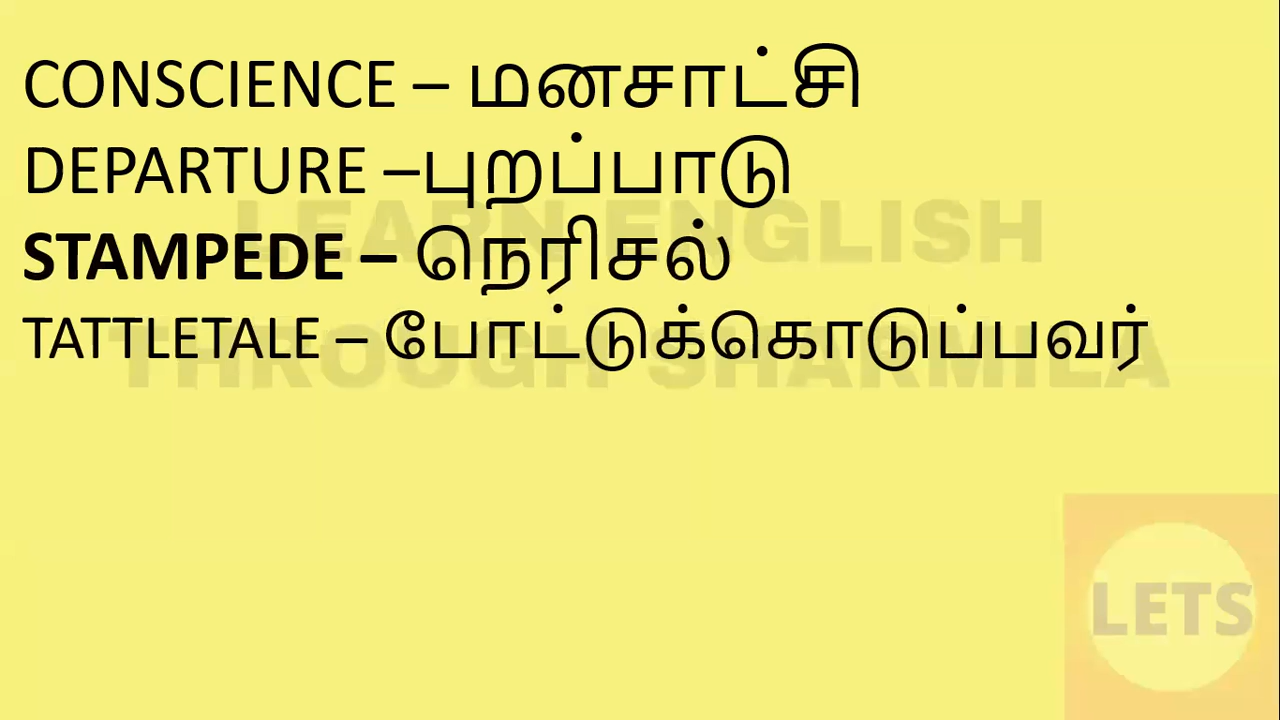 CONSCIENCE – மனசாட்சி
DEPARTURE –புறப்பாடு
STAMPEDE – நெரிசல்
TATTLETALE – போட்டுக்கொடுப்பவர்
LEARN ENGLISH
THROUGH SHARMILA
LETS